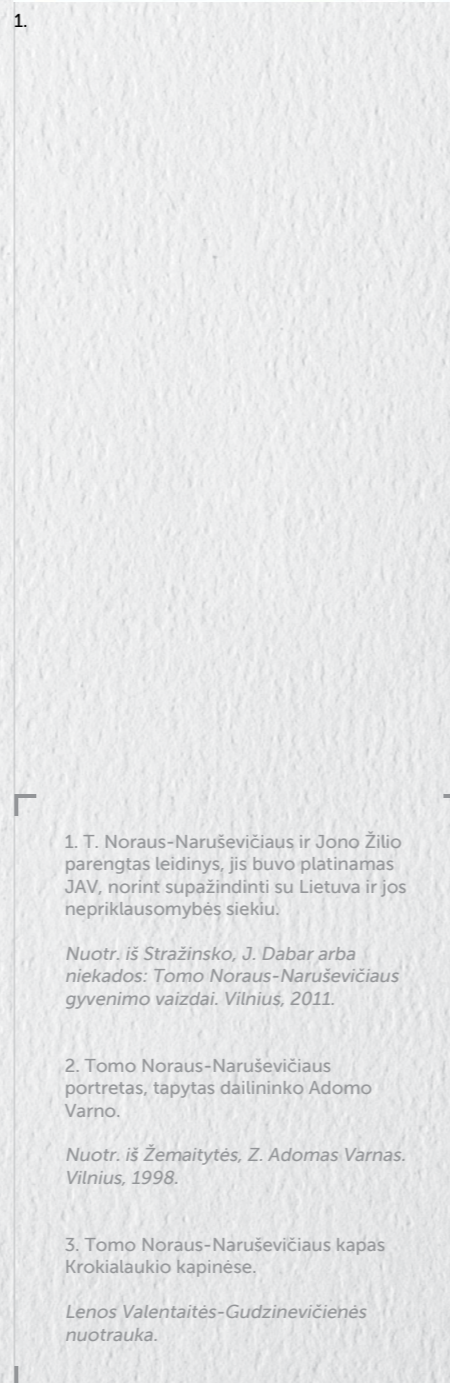 1.
1. T. Noraus-Naruševičiaus ir Jono Žilio
parengtas leidinys, jis buvo platinamas
JAV, norint supažindinti su Lietuva ir jos
nepriklausomybės siekiu.
Nuotr. iš Stražinsko, J. Dabar arba
niekados: Tomo Noraus-Naruševičiaus
gyvenimo vaizdai. Vilnius, 2011.
2. Tomo Noraus-Naruševičiaus
portretas, tapytas dailininko Adomo
Varno.
Nuotr. iš Žemaitytės, Z. Adomas Varnas.
Vilnius, 1998.
3. Tomo Noraus-Naruševičiaus kapas
Krokialaukio kapinėse.
Lenos Valentaitės-Gudzinevičienės
nuotrauka.